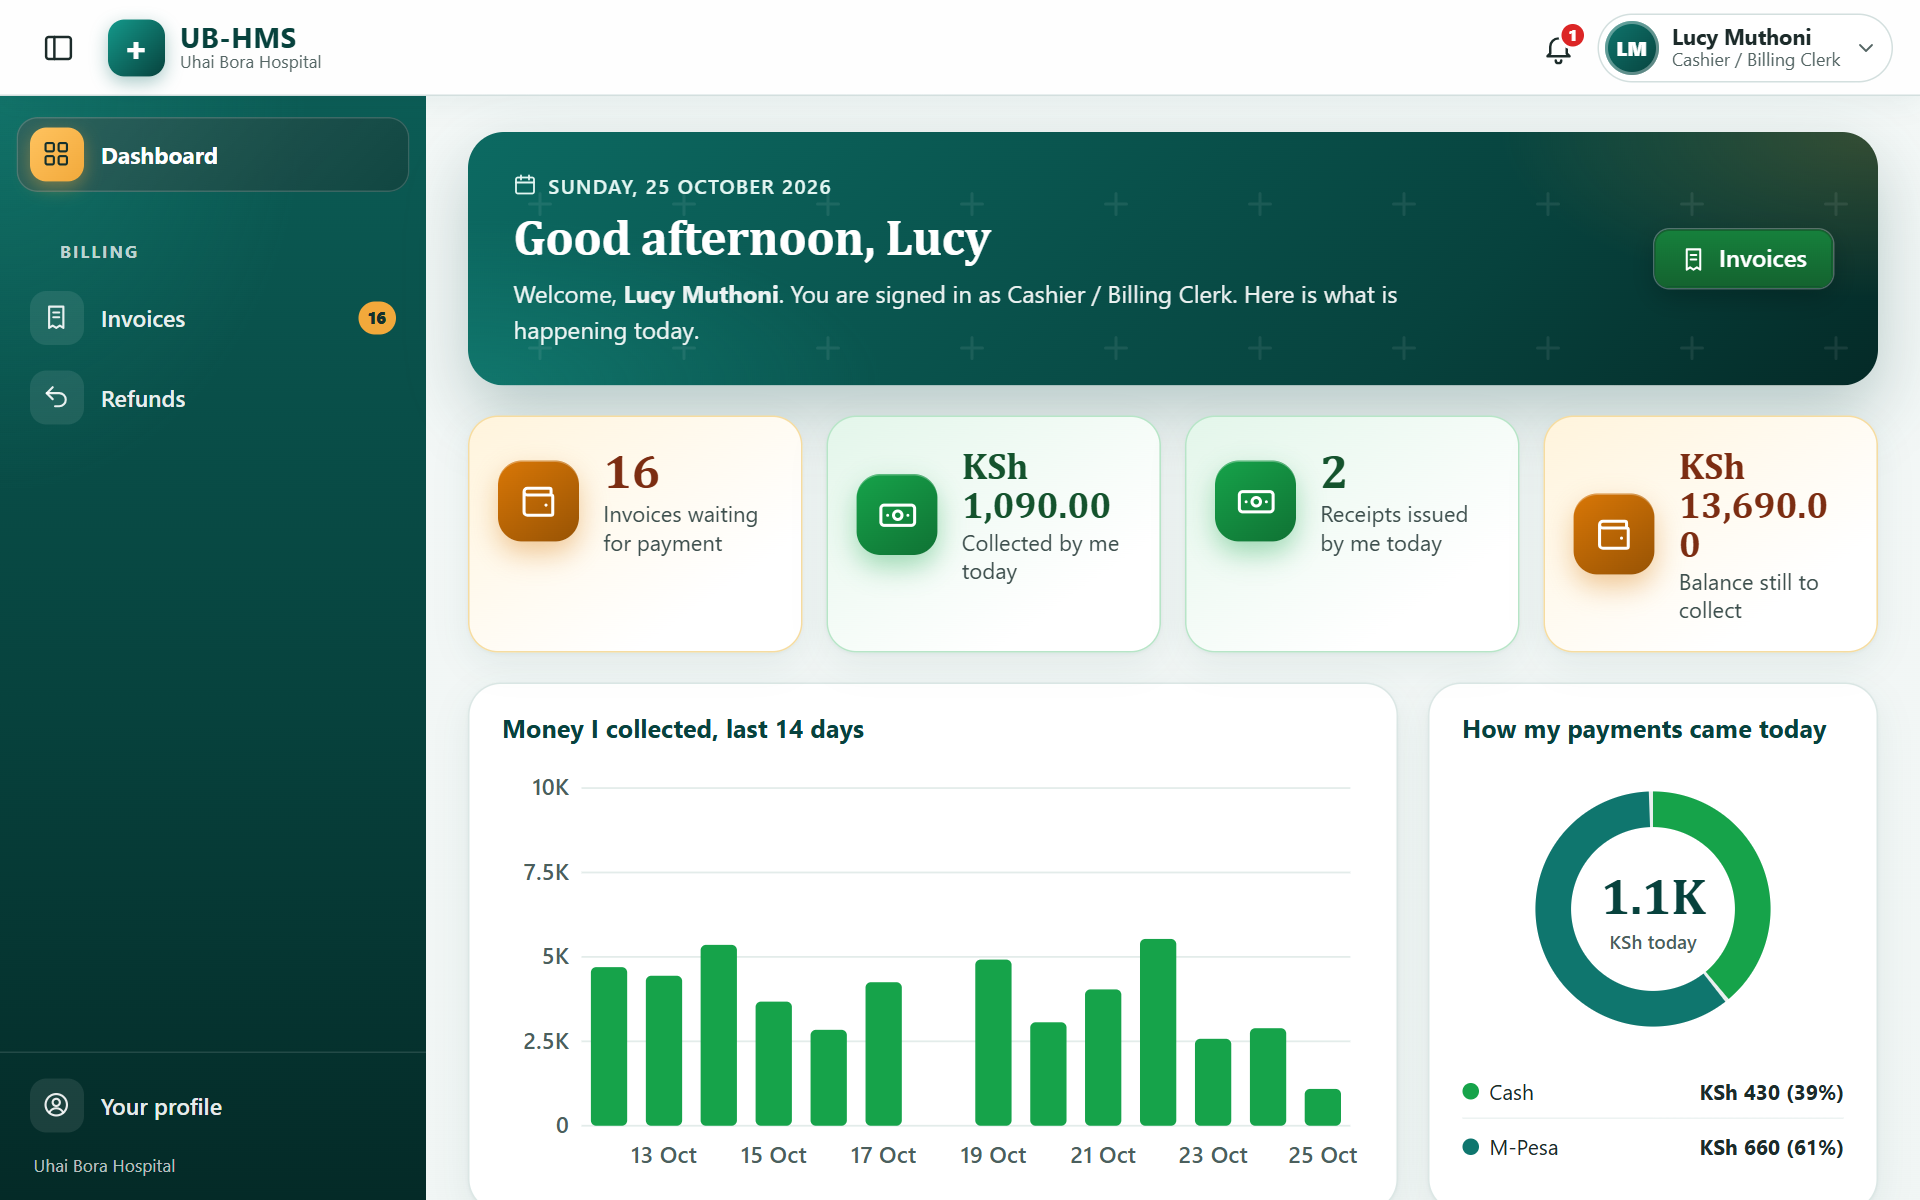 UB-HMS
Uhai Bora Hospital
1
LM
Lucy Muthoni
Cashier / Billing Clerk
Dashboard
BILLING
Invoices
16
Refunds
Your profile
Uhai Bora Hospital
SUNDAY, 25 OCTOBER 2026
Good afternoon, Lucy
Welcome, Lucy Muthoni. You are signed in as Cashier / Billing Clerk. Here is what is
happening today.
Invoices
16
Invoices waiting
for payment
KSh
1,090.00
Collected by me
today
2
Receipts issued
by me today
KSh
13,690.0
0
Balance still to
collect
Money I collected, last 14 days
10K
7.5K
5K
2.5K
0
13 Oct
15 Oct
17 Oct
19 Oct
21 Oct
23 Oct
25 Oct
How my payments came today
1.1K
KSh today
Cash
KSh 430 (39%)
M-Pesa
KSh 660 (61%)